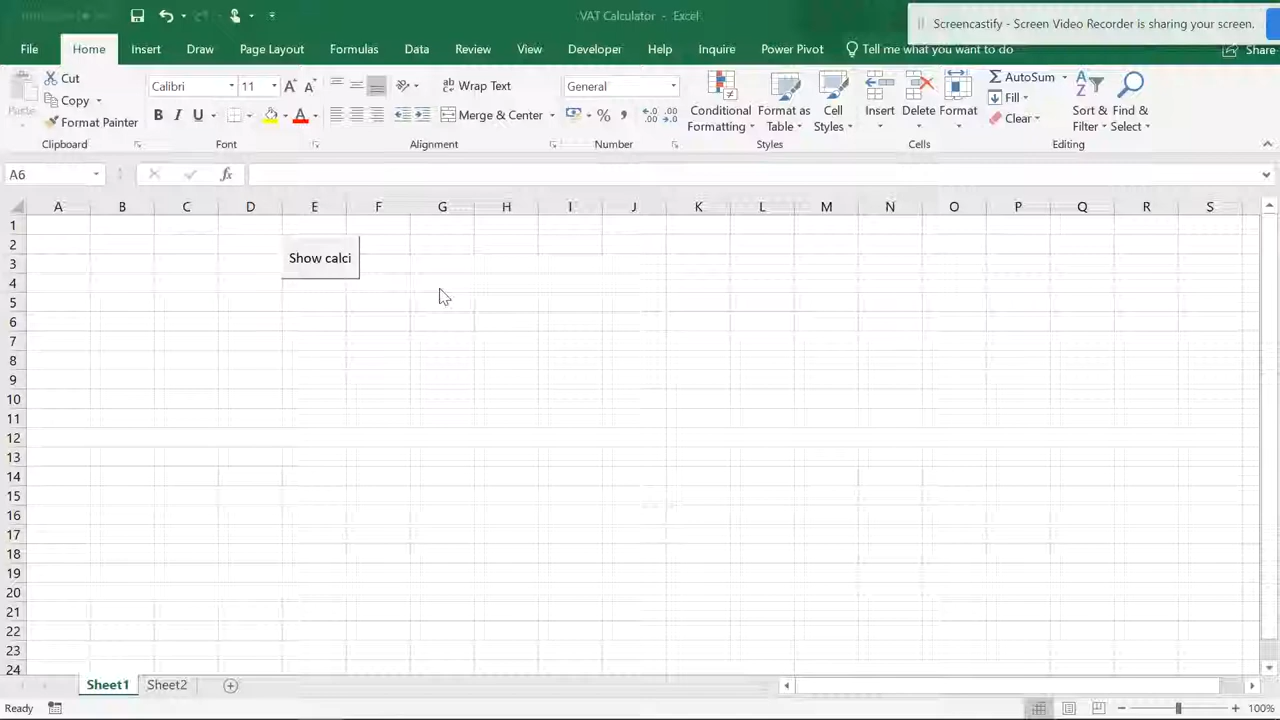 VAT Calculator - Excel
Screencastify - Screen Video Recorder is sharing your screen.
File Home Insert Draw Page Layout Formulas Data Review View Developer Help Inquire Power Pivot Tell me what you want to do Share
Cut
Copy
Format Painter
Clipboard
Calibri 11
B I U
Font
Wrap Text
Merge & Center
Alignment
General
%
Number
Conditional Formatting
Format as Table
Cell Styles
Styles
Insert Delete Format
Cells
AutoSum
Fill
Clear
Sort & Filter
Find & Select
Editing
A6
fx
A B C D E F G H I J K L M N O P Q R S
1
2
3
4
5
6
7
8
9
10
11
12
13
14
15
16
17
18
19
20
21
22
23
24
Show calci
Sheet1 Sheet2
Ready
100%